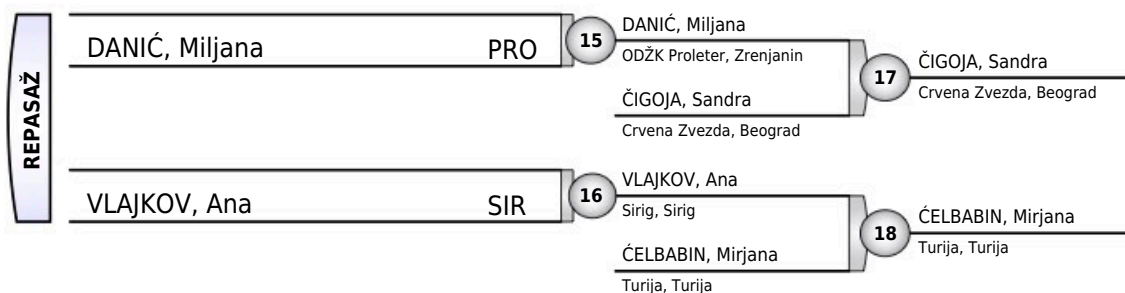 REPASAŽ
DANIĆ, Miljana PRO
15
DANIĆ, Miljana
ODŽK Proleter, Zrenjanin
ČIGOJA, Sandra
Crvena Zvezda, Beograd
17
ČIGOJA, Sandra
Crvena Zvezda, Beograd
VLAJKOV, Ana SIR
16
VLAJKOV, Ana
Sirig, Sirig
ĆELBABIN, Mirjana
Turija, Turija
18
ĆELBABIN, Mirjana
Turija, Turija